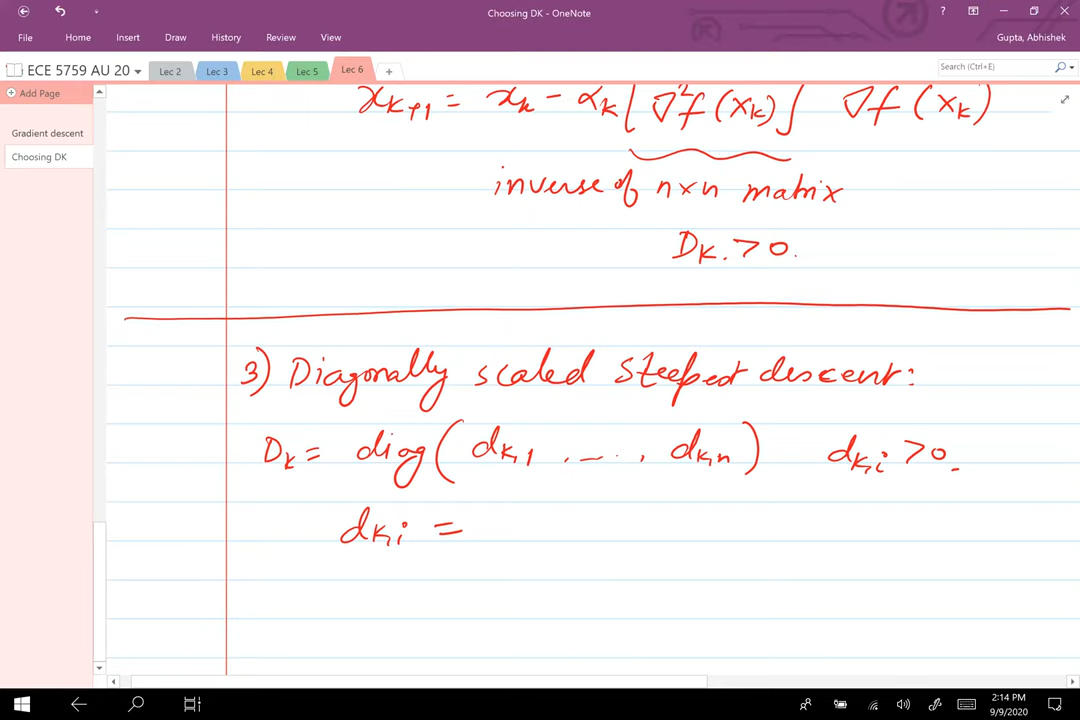 Choosing DK - OneNote
File Home Insert Draw History Review View
Gupta, Abhishek
ECE 5759 AU 20
Lec 2 Lec 3 Lec 4 Lec 5 Lec 6
Search (Ctrl+E)
Add Page
Gradient descent
Choosing DK
x_{k+1} = x_k - α_k [∇²f(x_k)] ∇f(x_k)
inverse of n×n matrix
D_k > 0.
3) Diagonally scaled Steepest descent:
D_k = diag(d_{k,1}, ..., d_{k,n}) d_{k,i} > 0.
d_{k,i} =
2:14 PM
9/9/2020